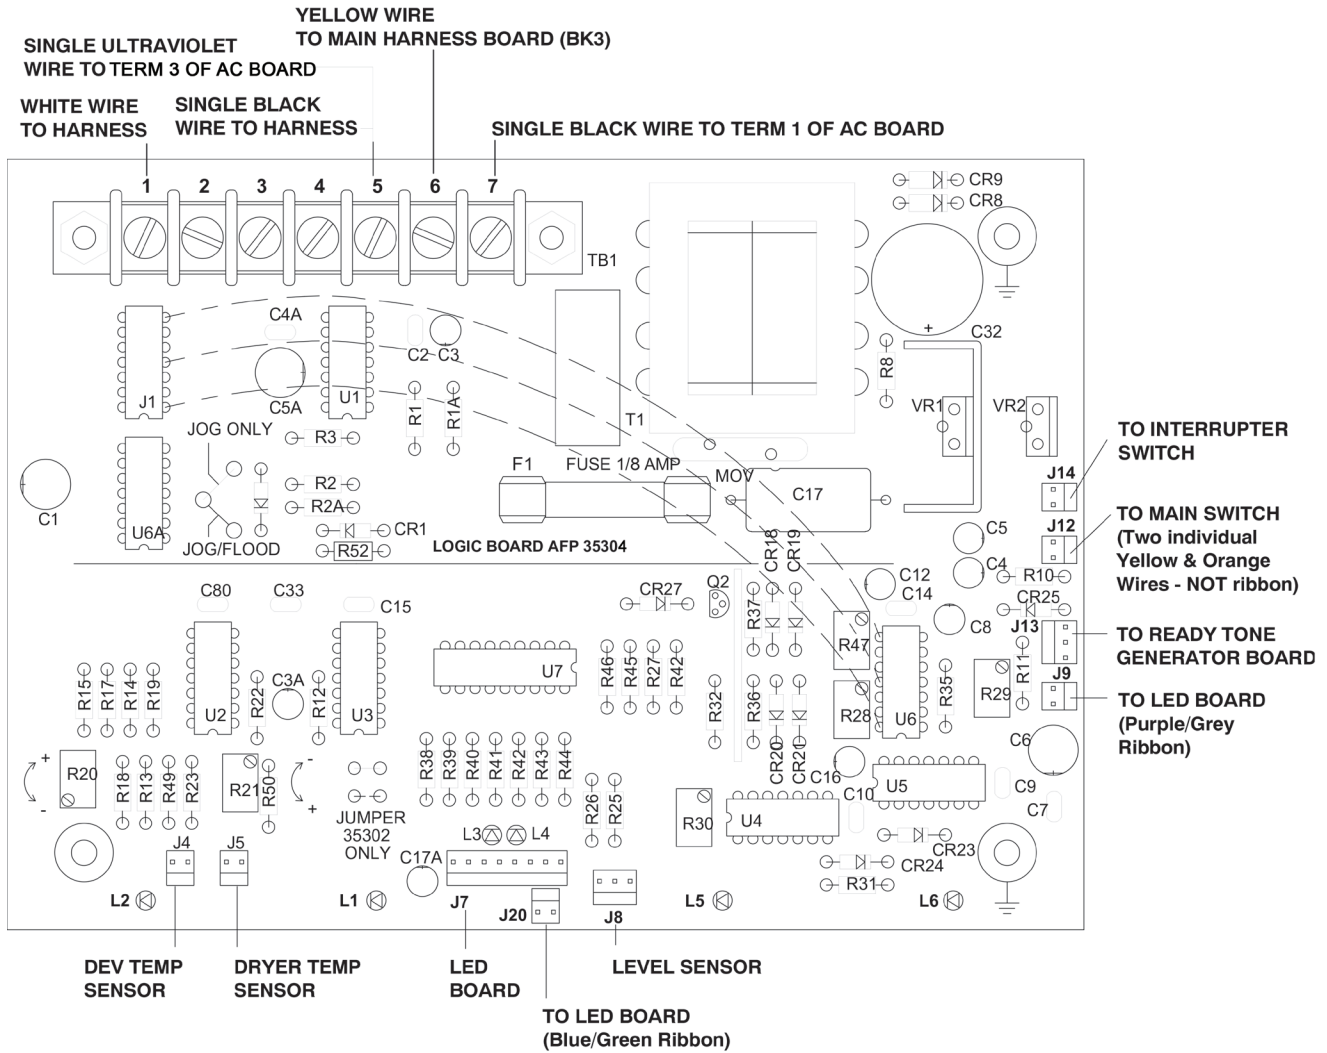 YELLOW WIRE
TO MAIN HARNESS BOARD (BK3)
SINGLE ULTRAVIOLET
WIRE TO TERM 3 OF AC BOARD
WHITE WIRE
TO HARNESS
SINGLE BLACK
WIRE TO HARNESS
SINGLE BLACK WIRE TO TERM 1 OF AC BOARD
1 2 3 4 5 6 7
CR9
CR8
TB1
C4A
C2 C3
C32
+
J1
C5A
U1
R1
R1A
T1
R8
VR1
VR2
JOG ONLY
R3
TO INTERRUPTER
SWITCH
F1
FUSE 1/8 AMP
MOV
J14
C1
U6A
R2
R2A
C17
CR1
JOG/FLOOD
R52
LOGIC BOARD AFP 35304
CR18
CR19
C5
J12
TO MAIN SWITCH
(Two individual
Yellow & Orange
Wires - NOT ribbon)
C4
R10
C80
C33
C15
CR27
Q2
C12
C14
CR25
R37
C8
J13
TO READY TONE
GENERATOR BOARD
R47
R15
R17
R14
R19
U2
R22
C3A
R12
U3
U7
R46
R45
R27
R42
R32
R36
R28
U6
R35
R29
R11
J9
TO LED BOARD
(Purple/Grey
Ribbon)
+
R20
-
R18
R13
R49
R23
R21
R50
-
+
R38
R39
R40
R41
R42
R43
R44
CR20
CR21
C16
C6
U5
C9
C7
JUMPER
35302
ONLY
R26
R25
R30
U4
C10
L3
L4
CR23
CR24
R31
J4
J5
C17A
L2
L1
J7
J20
J8
L5
L6
DEV TEMP
SENSOR
DRYER TEMP
SENSOR
LED
BOARD
LEVEL SENSOR
TO LED BOARD
(Blue/Green Ribbon)